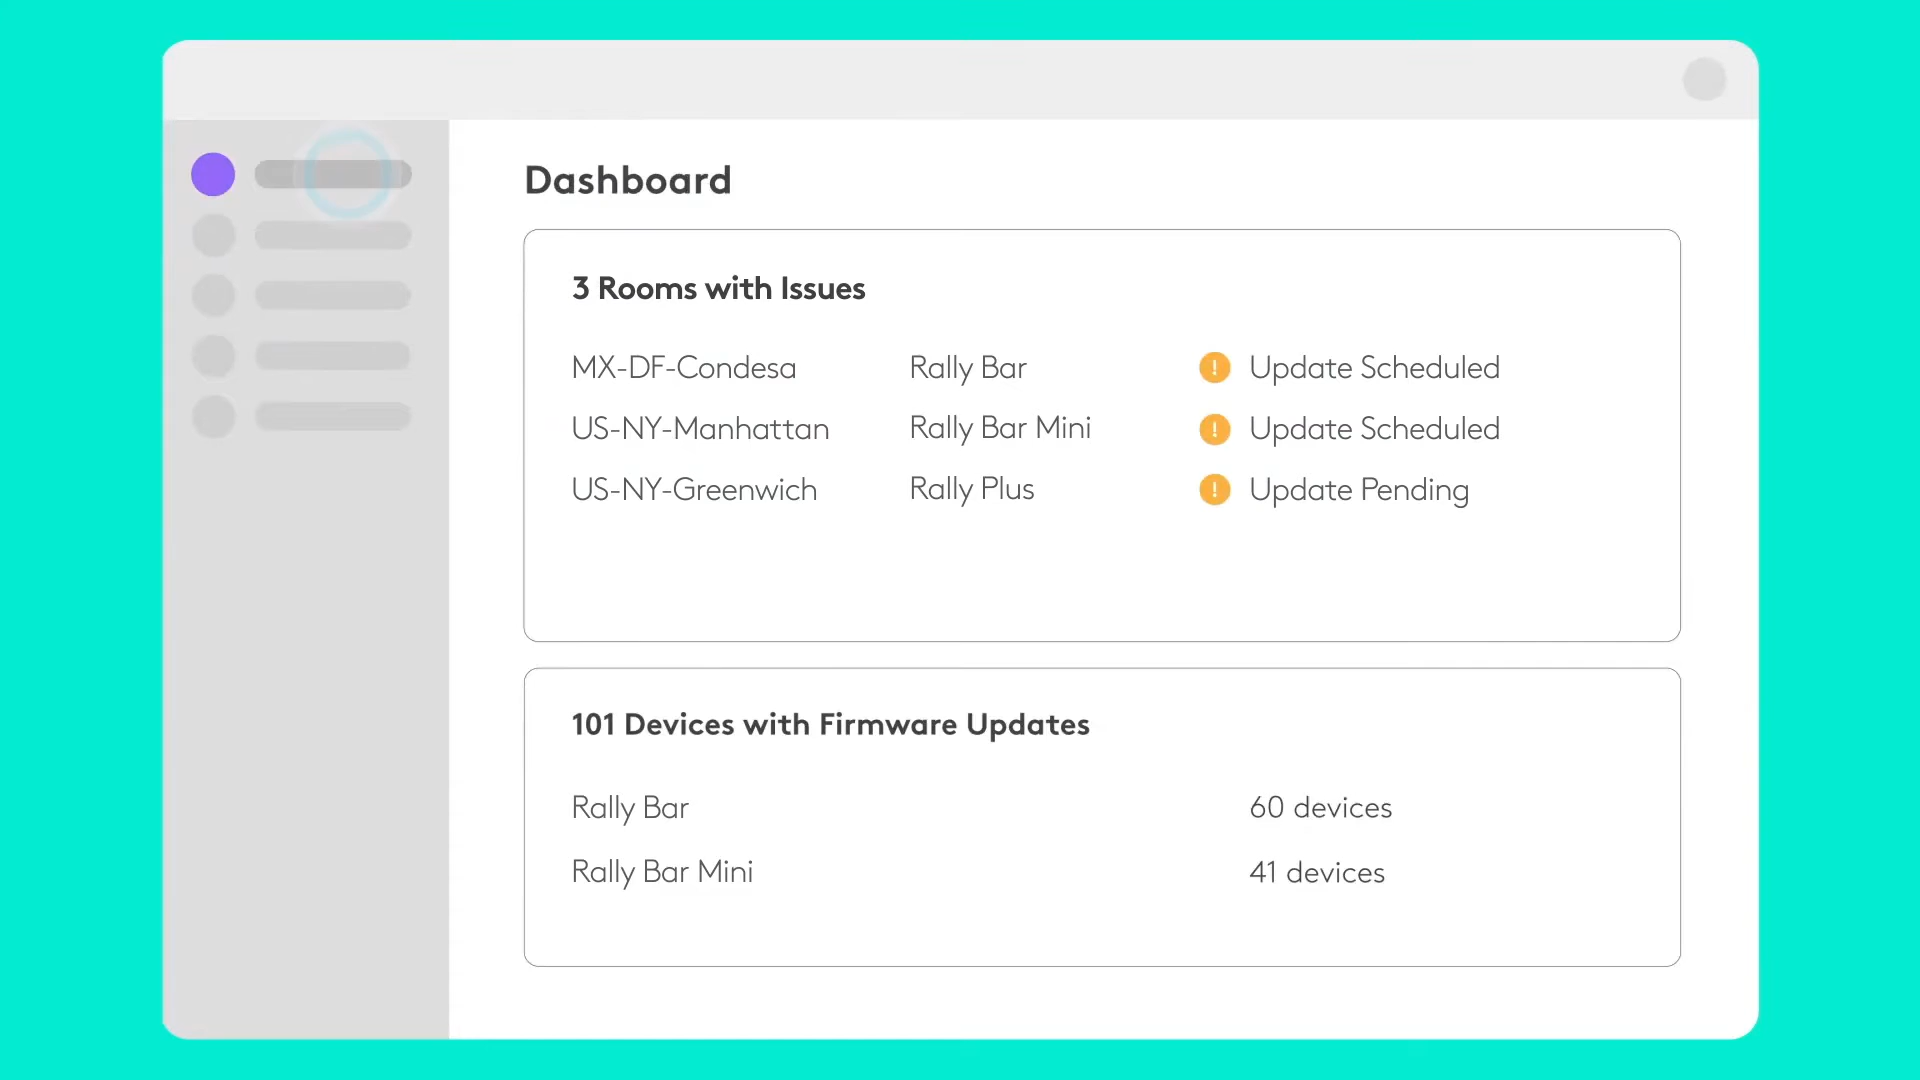 Dashboard
3 Rooms with Issues
MX-DF-Condesa Rally Bar ! Update Scheduled
US-NY-Manhattan Rally Bar Mini ! Update Scheduled
US-NY-Greenwich Rally Plus ! Update Pending
101 Devices with Firmware Updates
Rally Bar 60 devices
Rally Bar Mini 41 devices